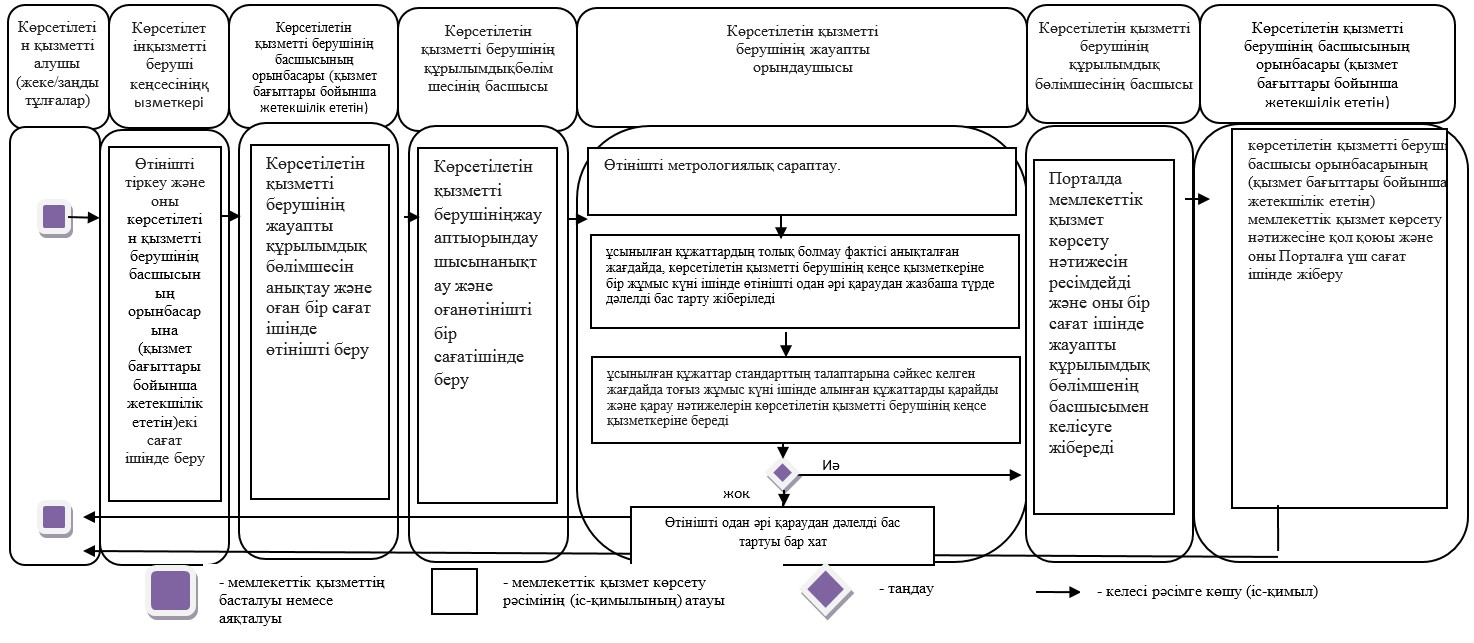 Көрсетілеті
н қызметті
алушы
(жеке/заңды
тұлғалар)
Көрсетілет
інқызметті
беруші
кеңсесінің
қызметкері
Көрсетілетін
қызметті берушінің
басшысының
орынбасары (қызмет
бағыттары бойынша
жетекшілік ететін)
Көрсетілетін
қызметті берушінің
құрылымдықбөлім
шесінің басшысы
Көрсетілетін қызметті
берушінің жауапты
орындаушысы
Көрсетілетін қызметті
берушінің
құрылымдық
бөлімшесінің басшысы
Көрсетілетін қызметті
берушінің басшысының
орынбасары (қызмет
бағыттары бойынша
жетекшілік ететін)
Өтінішті
тіркеу және
оны
көрсетілеті
н қызметті
берушінің
басшысын
ың
орынбасар
ына
(қызмет
бағыттары
бойынша
жетекшілік
ететін)екі
сағат
ішінде беру
Көрсетілетін
қызметті
берушінің
жауапты
құрылымдық
бөлімшесін
анықтау және
оған бір сағат
ішінде
өтінішті беру
Көрсетілетін
қызметті
берушініңжау
аптыорындау
шысынанықт
ау және
оғанөтінішті
бір
сағатішінде
беру
Өтінішті метрологиялық сараптау.
ұсынылған құжаттардың толық болмау фактісі анықталған
жағдайда, көрсетілетін қызметті берушінің кеңсе қызметкеріне
бір жұмыс күні ішінде өтінішті одан әрі қараудан жазбаша түрде
дәлелді бас тарту жіберіледі
ұсынылған құжаттар стандарттың талаптарына сәйкес келген
жағдайда тоғыз жұмыс күні ішінде алынған құжаттарды қарайды
және қарау нәтижелерін көрсетілетін қызметті берушінің кеңсе
қызметкеріне береді
Иә
жок
Өтінішті одан әрі қараудан дәлелді бас
тартуы бар хат
Порталда
мемлекеттік
қызмет
көрсету
нәтижесін
ресімдейді
және оны бір
сағат ішінде
жауапты
құрылымдық
бөлімшенің
басшысымен
келісуге
жібереді
көрсетілетін қызметті беруш
басшысы орынбасарының
(қызмет бағыттары бойынша
жетекшілік ететін)
мемлекеттік қызмет көрсету
нәтижесіне қол қоюы және
оны Порталға үш сағат
ішінде жіберу
- мемлекеттік қызметтің
басталуы немесе
аяқталуы
- мемлекеттік қызмет көрсету
рәсімінің (іс-қимылының) атауы
- таңдау
- келесі рәсімге көшу (іс-қимыл)